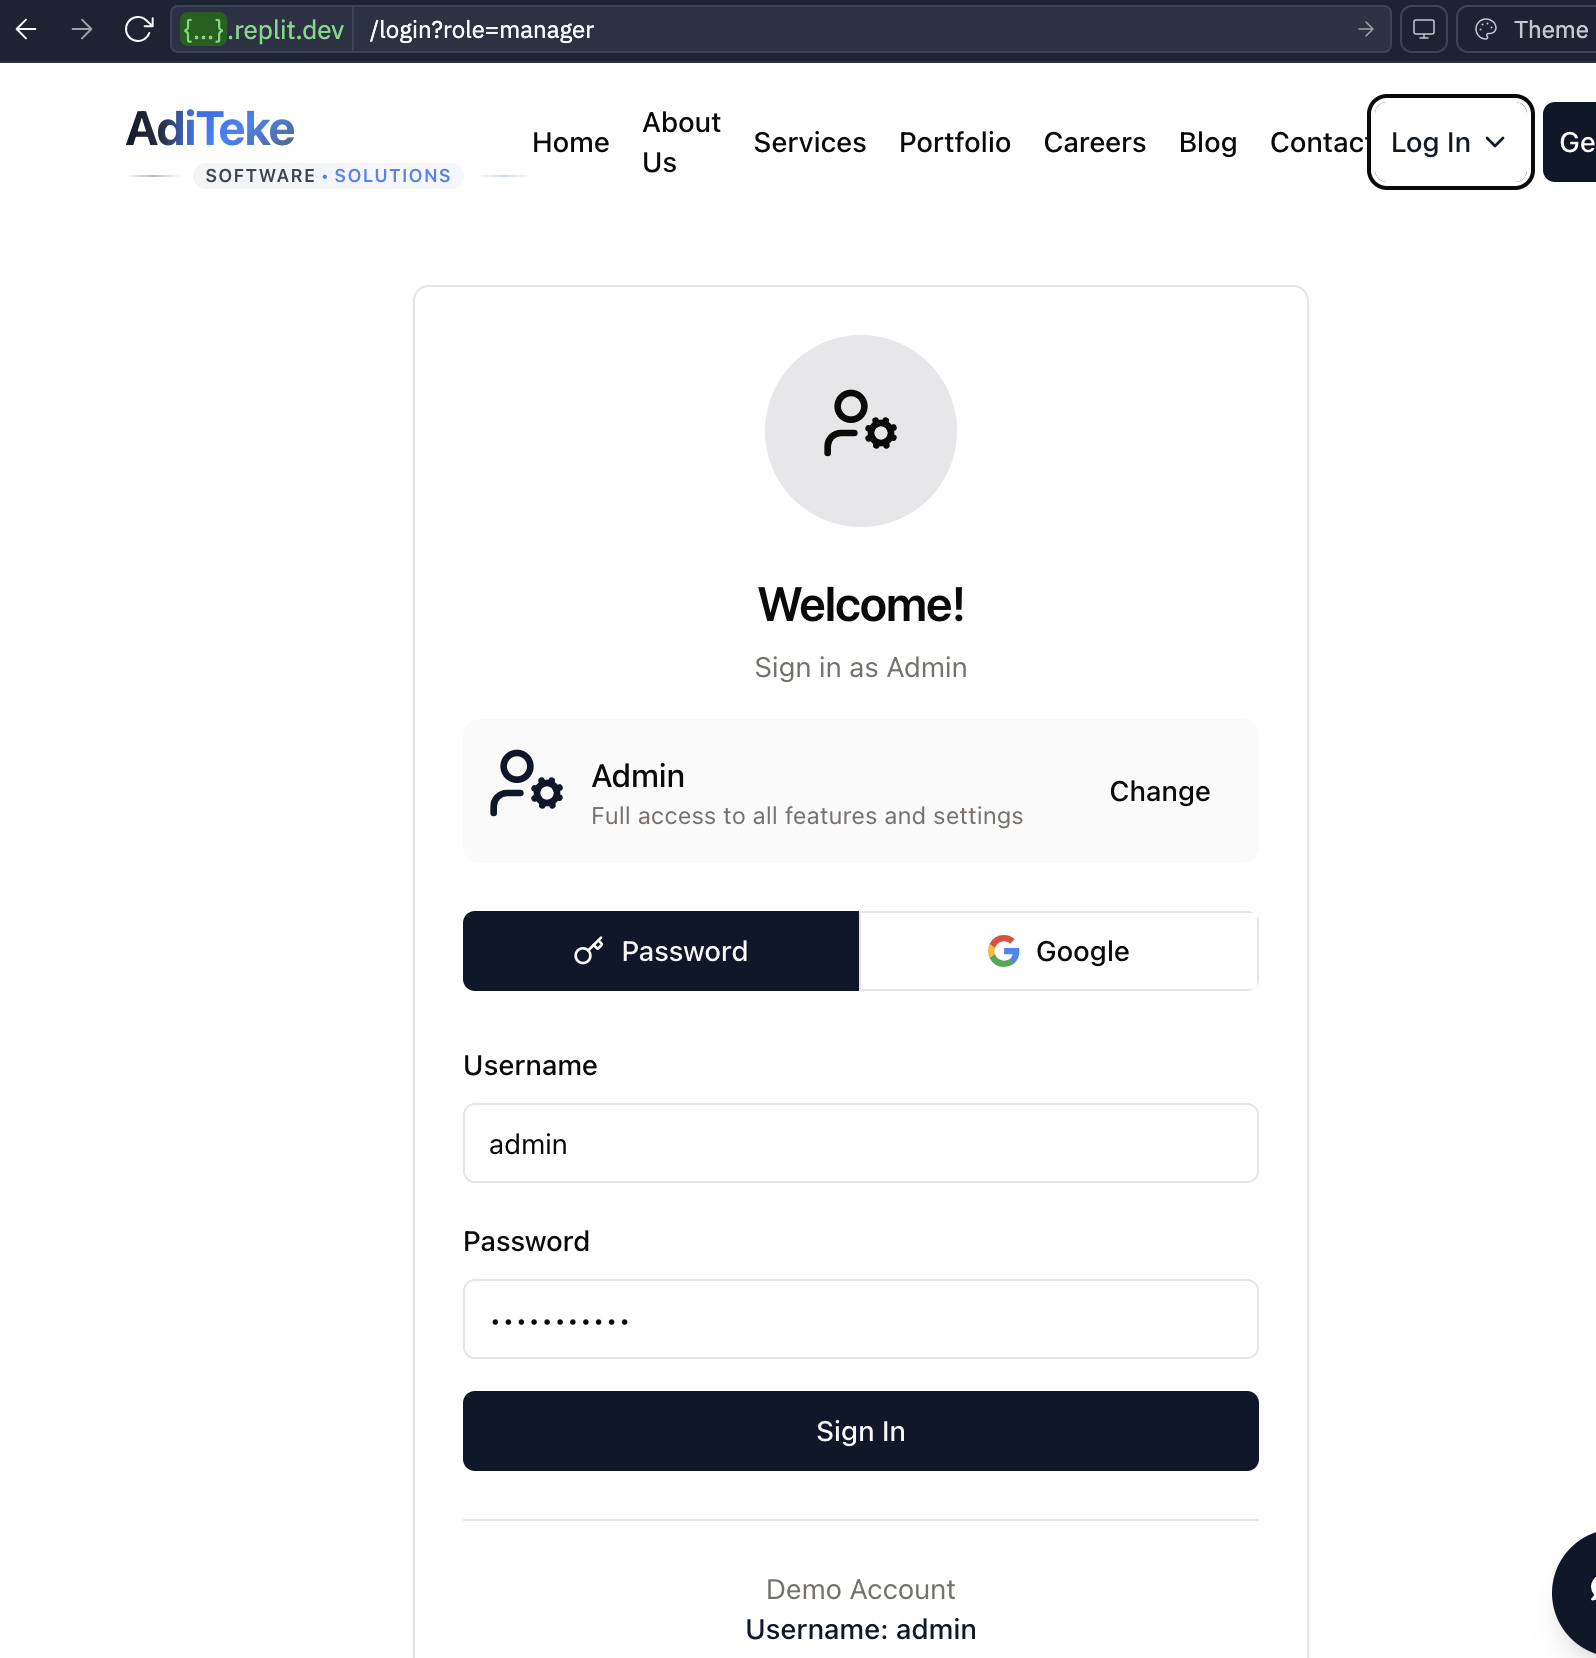 {...}.replit.dev /login?role=manager
Theme
AdiTeke
SOFTWARE • SOLUTIONS
Home
About
Us
Services
Portfolio
Careers
Blog
Contact
Log In
Ge
Welcome!
Sign in as Admin
Admin
Full access to all features and settings
Change
Password
Google
Username
admin
Password
•••••••••••
Sign In
Demo Account
Username: admin